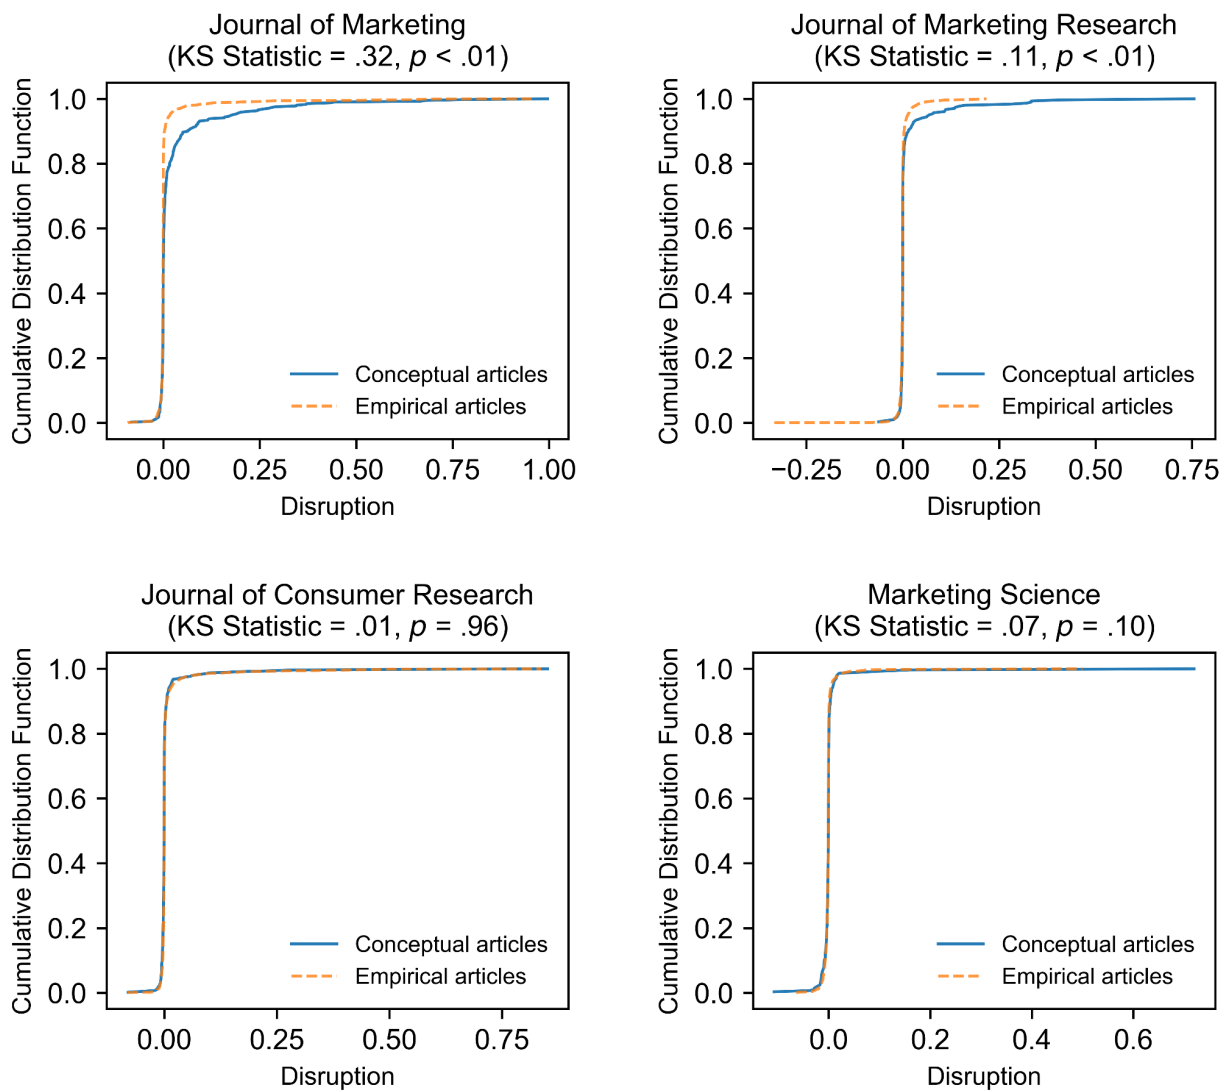 Journal of Marketing
(KS Statistic = .32, p < .01)
Cumulative Distribution Function
1.0
0.8
0.6
0.4
0.2
0.0
Conceptual articles
Empirical articles
0.00 0.25 0.50 0.75 1.00
Disruption
Journal of Marketing Research
(KS Statistic = .11, p < .01)
Cumulative Distribution Function
1.0
0.8
0.6
0.4
0.2
0.0
Conceptual articles
Empirical articles
−0.25 0.00 0.25 0.50 0.75
Disruption
Journal of Consumer Research
(KS Statistic = .01, p = .96)
Cumulative Distribution Function
1.0
0.8
0.6
0.4
0.2
0.0
Conceptual articles
Empirical articles
0.00 0.25 0.50 0.75
Disruption
Marketing Science
(KS Statistic = .07, p = .10)
Cumulative Distribution Function
1.0
0.8
0.6
0.4
0.2
0.0
Conceptual articles
Empirical articles
0.0 0.2 0.4 0.6
Disruption